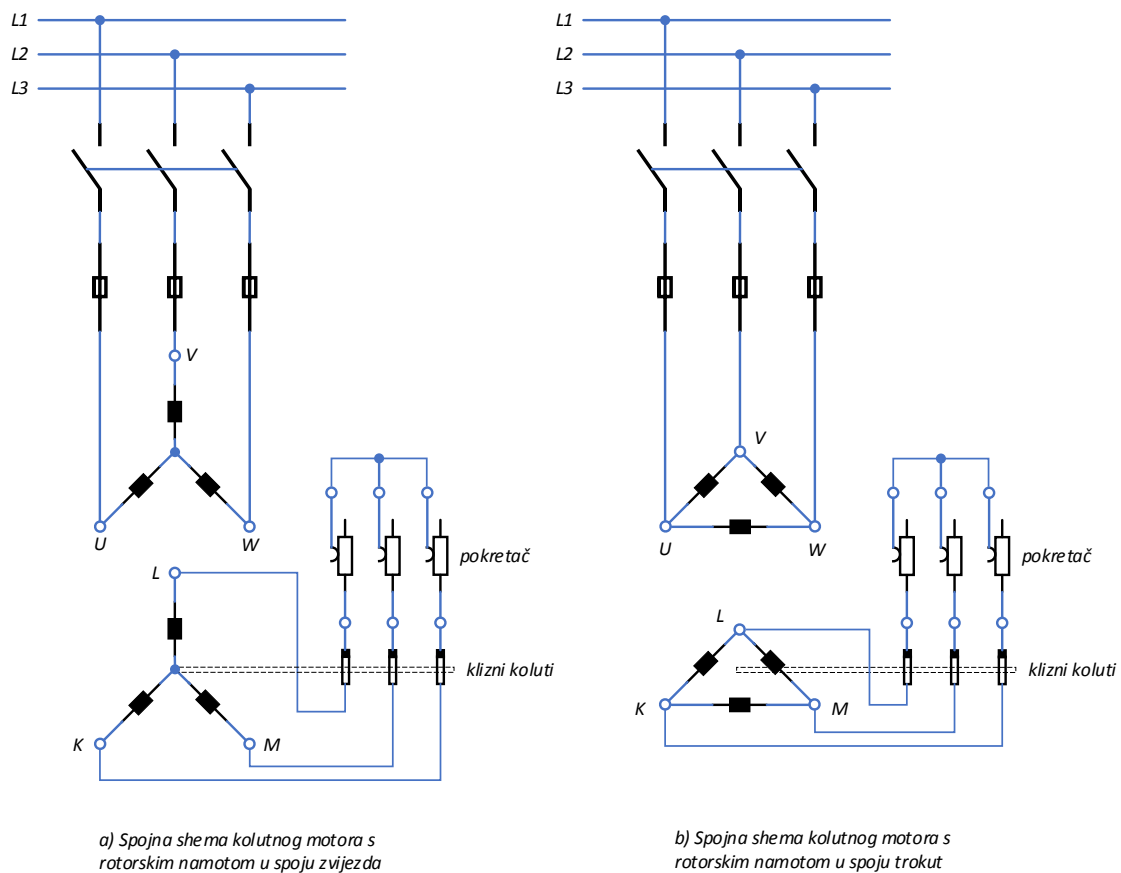 L1
L2
L3
V
U
W
pokretač
L
klizni koluti
K
M
a) Spojna shema kolutnog motora s
rotorskim namotom u spoju zvijezda
L1
L2
L3
V
U
W
pokretač
L
klizni koluti
K
M
b) Spojna shema kolutnog motora s
rotorskim namotom u spoju trokut